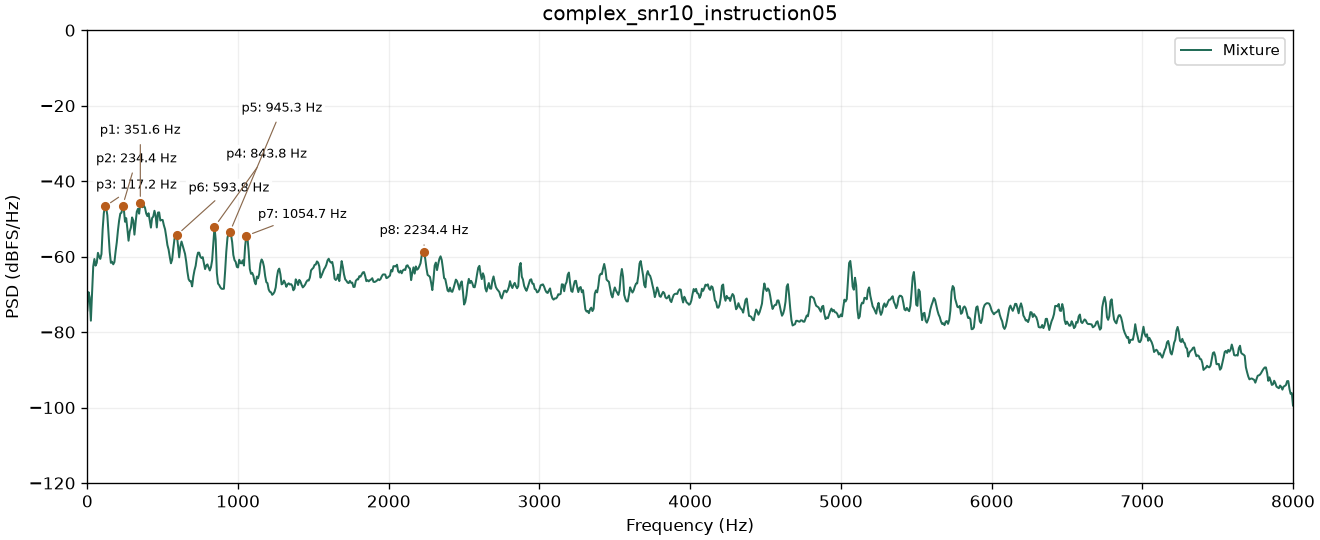 complex_snr10_instruction05
Mixture
p5: 945.3 Hz
p1: 351.6 Hz
p4: 843.8 Hz
p2: 234.4 Hz
p3: 117.2 Hz
p6: 593.8 Hz
p7: 1054.7 Hz
p8: 2234.4 Hz
PSD (dBFS/Hz)
0
−20
−40
−60
−80
−100
−120
0 1000 2000 3000 4000 5000 6000 7000 8000
Frequency (Hz)